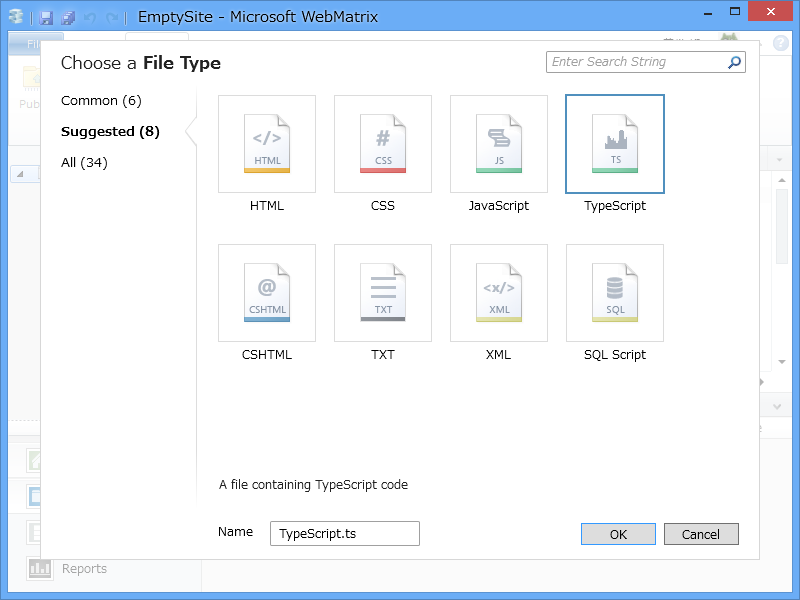 EmptySite - Microsoft WebMatrix
Choose a File Type
Enter Search String
Common (6)
Suggested (8)
All (34)
</> HTML
# CSS
JS
TS
HTML
CSS
JavaScript
TypeScript
@ CSHTML
TXT
<x/> XML
SQL
CSHTML
TXT
XML
SQL Script
A file containing TypeScript code
Name
TypeScript.ts
OK
Cancel
Reports